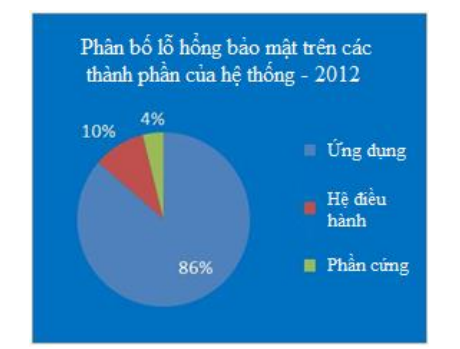 Phân bố lỗ hổng bảo mật trên các
thành phần của hệ thống - 2012
4%
10%
86%
Ứng dụng
Hệ điều
hành
Phần cứng